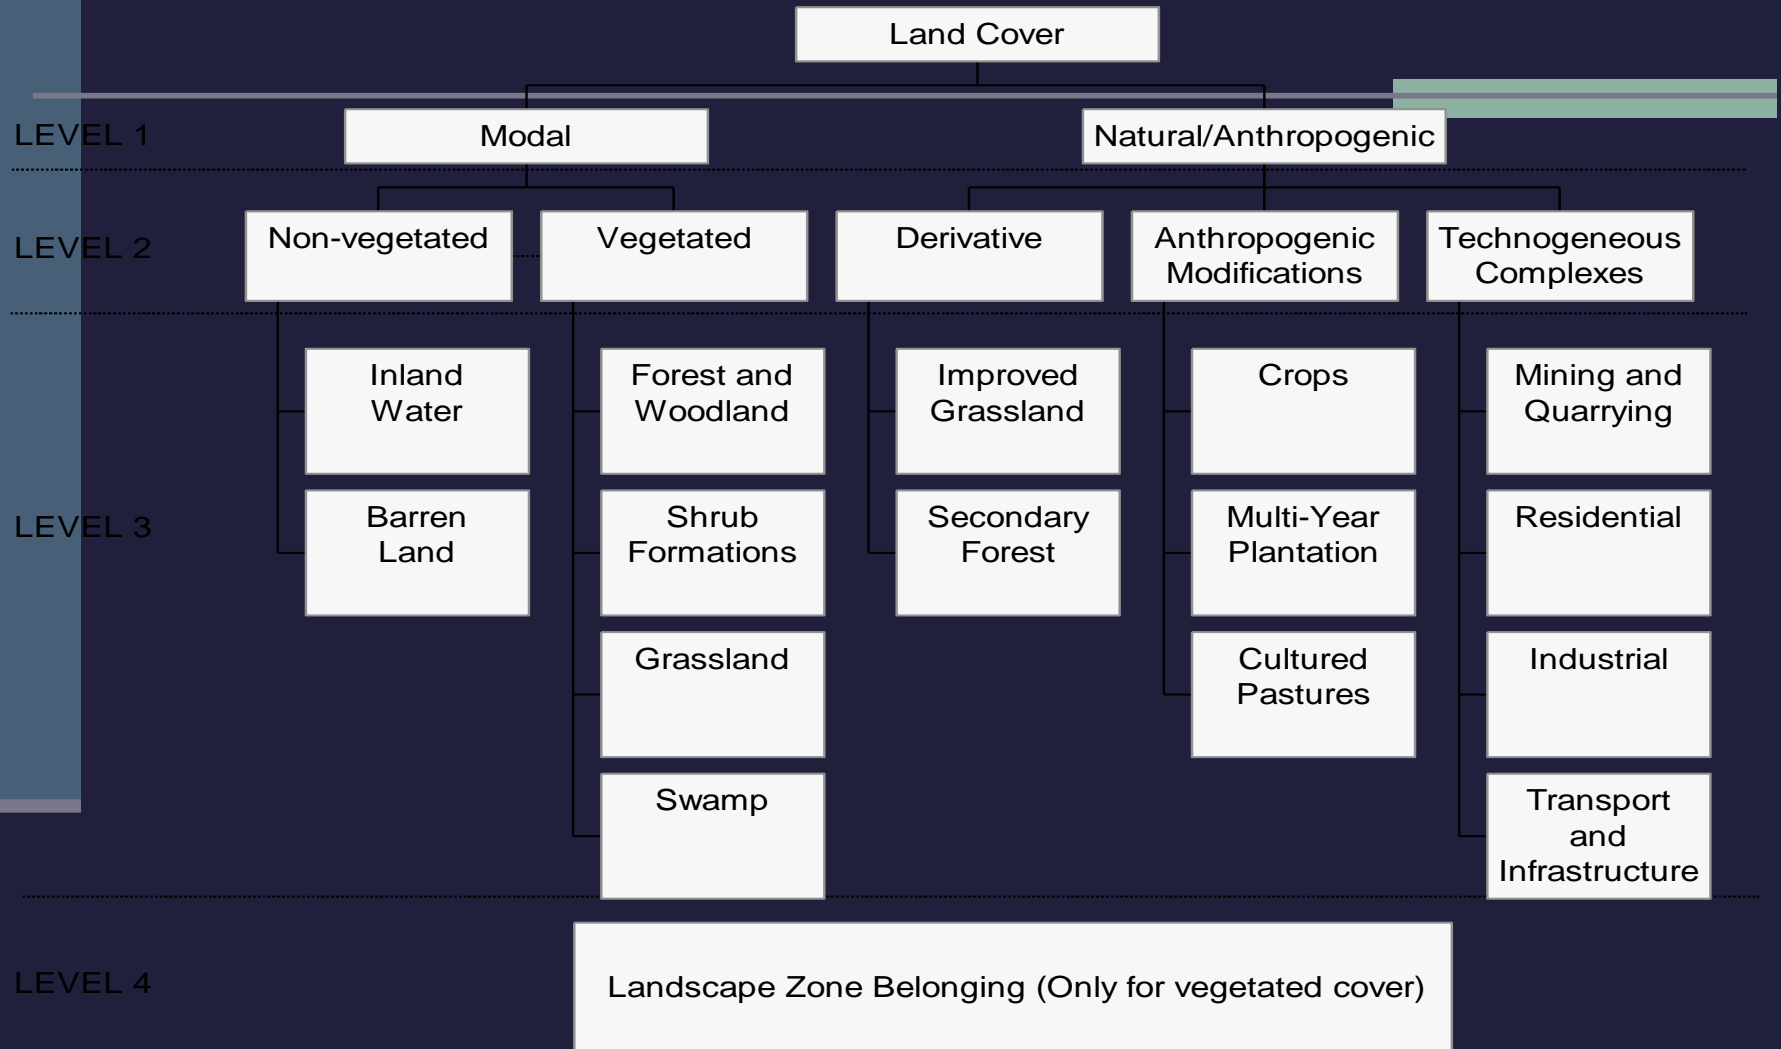 Land Cover
LEVEL 1
Modal
Natural/Anthropogenic
LEVEL 2
Non-vegetated
Vegetated
Derivative
Anthropogenic
Modifications
Technogeneous
Complexes
LEVEL 3
Inland
Water
Forest and
Woodland
Improved
Grassland
Crops
Mining and
Quarrying
Barren
Land
Shrub
Formations
Secondary
Forest
Multi-Year
Plantation
Residential
Grassland
Cultured
Pastures
Industrial
Swamp
Transport
and
Infrastructure
LEVEL 4
Landscape Zone Belonging (Only for vegetated cover)